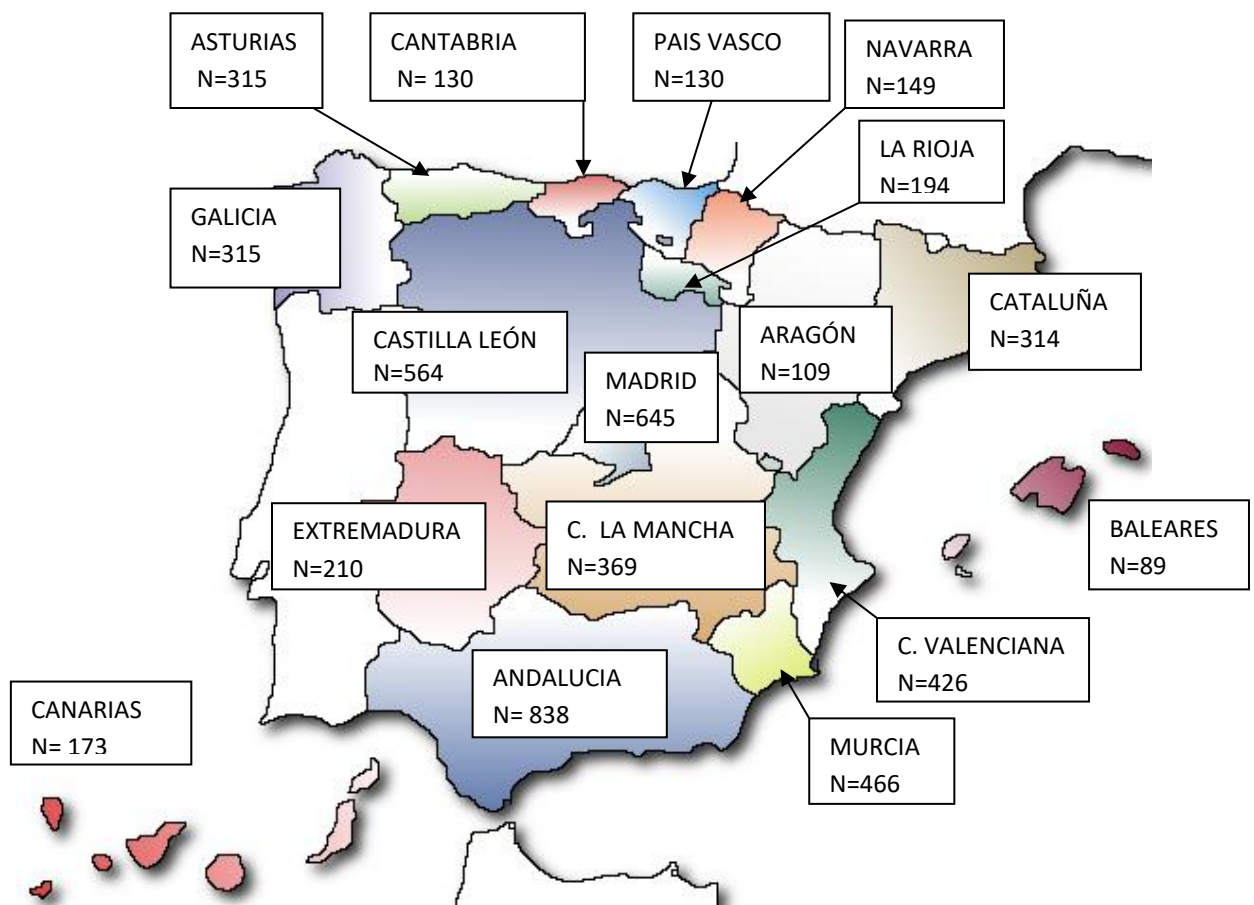 ASTURIAS
N=315
CANTABRIA
N= 130
PAIS VASCO
N=130
NAVARRA
N=149
LA RIOJA
N=194
GALICIA
N=315
CATALUÑA
N=314
CASTILLA LEÓN
N=564
ARAGÓN
N=109
MADRID
N=645
EXTREMADURA
N=210
C. LA MANCHA
N=369
BALEARES
N=89
C. VALENCIANA
N=426
ANDALUCIA
N= 838
CANARIAS
N= 173
MURCIA
N=466